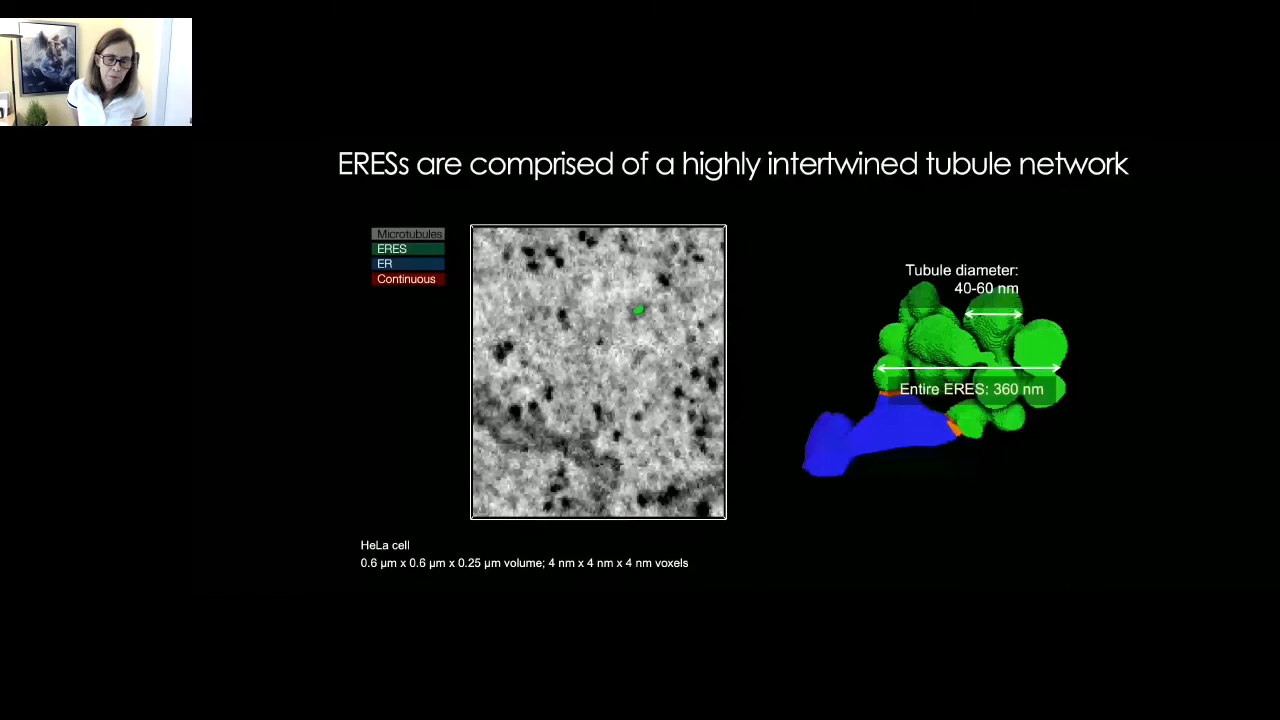 ERESs are comprised of a highly intertwined tubule network
Microtubules
ERES
ER
Continuous
Tubule diameter:
40-60 nm
Entire ERES: 360 nm
HeLa cell
0.6 µm x 0.6 µm x 0.25 µm volume; 4 nm x 4 nm x 4 nm voxels